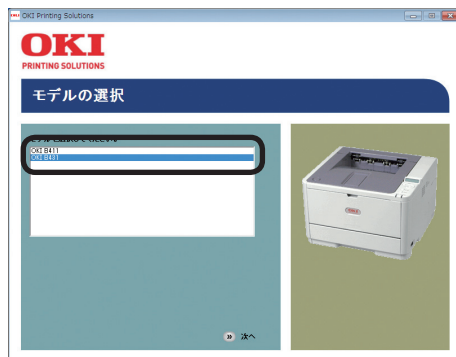 OKI Printing Solutions
OKI
PRINTING SOLUTIONS
モデルの選択
OKI B411
OKI B431
次へ